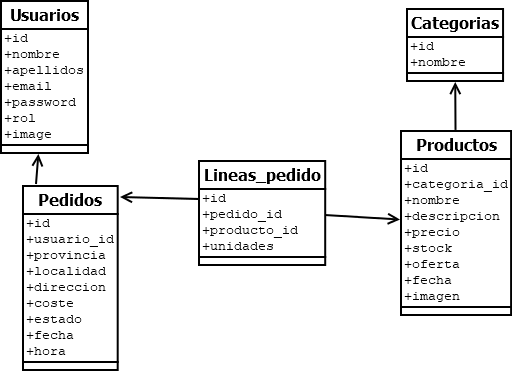 Usuarios
+id
+nombre
+apellidos
+email
+password
+rol
+image
Categorias
+id
+nombre
Pedidos
+id
+usuario_id
+provincia
+localidad
+direccion
+coste
+estado
+fecha
+hora
Lineas_pedido
+id
+pedido_id
+producto_id
+unidades
Productos
+id
+categoria_id
+nombre
+descripcion
+precio
+stock
+oferta
+fecha
+imagen